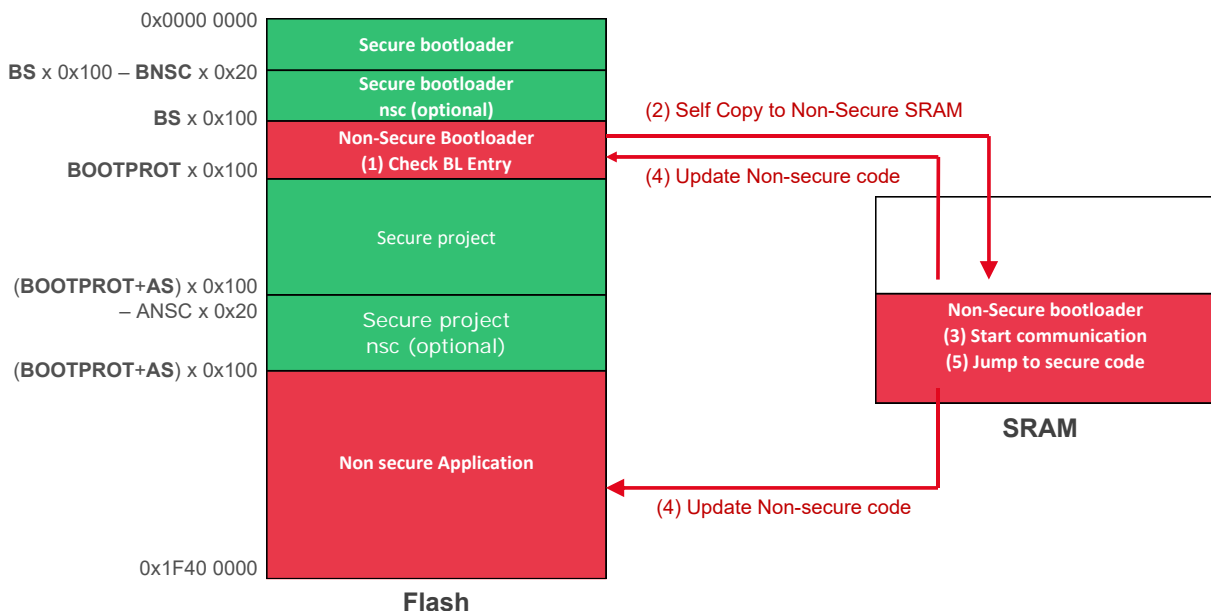 0x0000 0000
Secure bootloader
BS x 0x100 – BNSC x 0x20
Secure bootloader
nsc (optional)
BS x 0x100
(2) Self Copy to Non-Secure SRAM
Non-Secure Bootloader
(1) Check BL Entry
BOOTPROT x 0x100
(4) Update Non-secure code
Secure project
(BOOTPROT+AS) x 0x100
– ANSC x 0x20
Secure project
nsc (optional)
(BOOTPROT+AS) x 0x100
Non-Secure bootloader
(3) Start communication
(5) Jump to secure code
SRAM
Non secure Application
(4) Update Non-secure code
0x1F40 0000
Flash